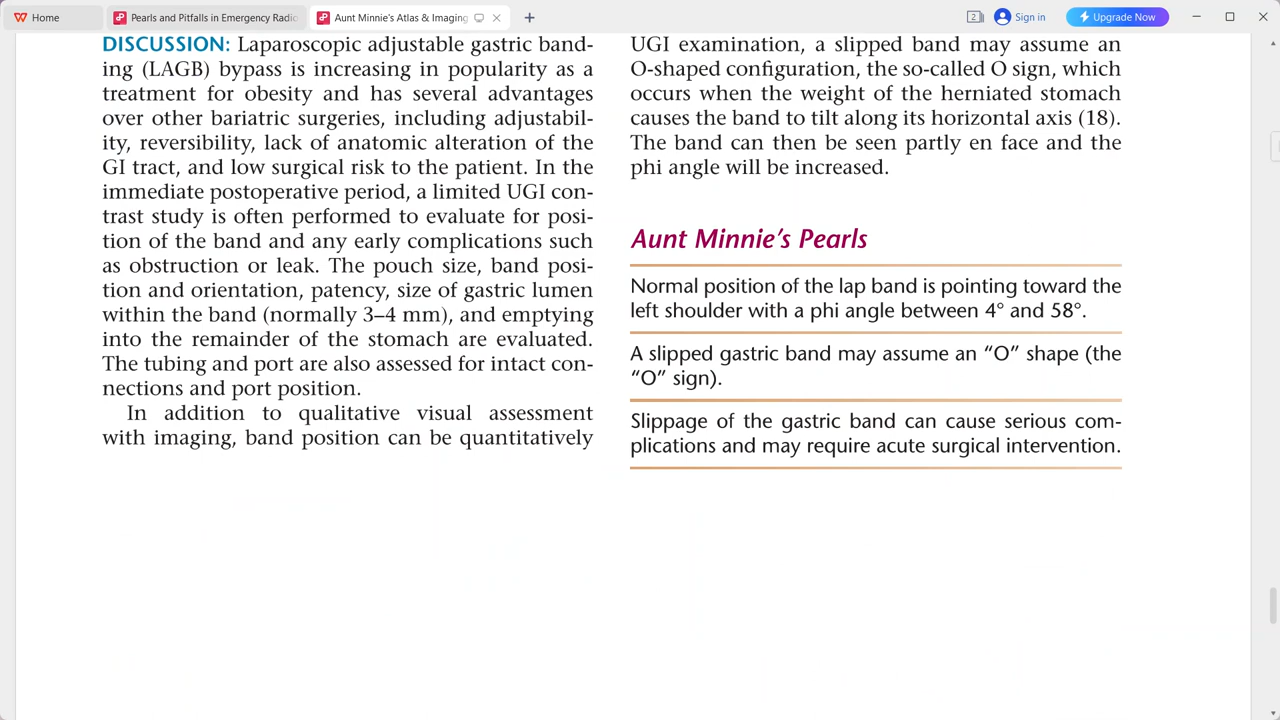 Home
Pearls and Pitfalls in Emergency Radio
Aunt Minnie's Atlas & Imaging
2
Sign in
Upgrade Now
DISCUSSION: Laparoscopic adjustable gastric band-
ing (LAGB) bypass is increasing in popularity as a
treatment for obesity and has several advantages
over other bariatric surgeries, including adjustabil-
ity, reversibility, lack of anatomic alteration of the
GI tract, and low surgical risk to the patient. In the
immediate postoperative period, a limited UGI con-
trast study is often performed to evaluate for posi-
tion of the band and any early complications such
as obstruction or leak. The pouch size, band posi-
tion and orientation, patency, size of gastric lumen
within the band (normally 3–4 mm), and emptying
into the remainder of the stomach are evaluated.
The tubing and port are also assessed for intact con-
nections and port position.
In addition to qualitative visual assessment
with imaging, band position can be quantitatively
UGI examination, a slipped band may assume an
O-shaped configuration, the so-called O sign, which
occurs when the weight of the herniated stomach
causes the band to tilt along its horizontal axis (18).
The band can then be seen partly en face and the
phi angle will be increased.
Aunt Minnie's Pearls
Normal position of the lap band is pointing toward the
left shoulder with a phi angle between 4° and 58°.
A slipped gastric band may assume an “O” shape (the
“O” sign).
Slippage of the gastric band can cause serious com-
plications and may require acute surgical intervention.